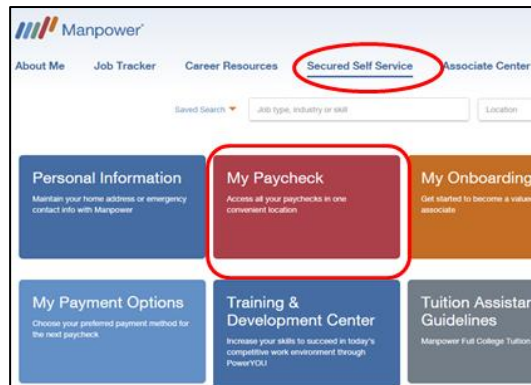 Manpower
About Me Job Tracker Career Resources Secured Self Service Associate Center
Saved Search Job type, industry or skill Location
Personal Information
Maintain your home address or emergency
contact info with Manpower
My Paycheck
Access all your paychecks in one
convenient location
My Onboarding
Get started to become a valued
associate
My Payment Options
Choose your preferred payment method for
the next paycheck
Training &
Development Center
Increase your skills to succeed in today's
competitive work environment through
PowerYOU
Tuition Assistan
Guidelines
Manpower Full College Tuition